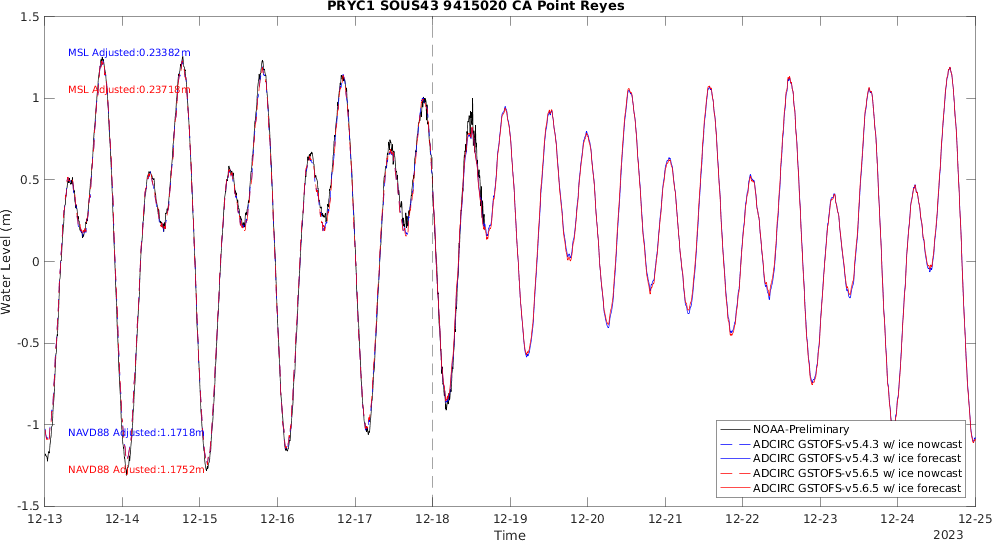 PRYC1 SOUS43 9415020 CA Point Reyes
1.5
1
0.5
0
-0.5
-1
-1.5
Water Level (m)
MSL Adjusted:0.23382m
MSL Adjusted:0.23718m
NAVD88 Adjusted:1.1718m
NAVD88 Adjusted:1.1752m
NOAA-Preliminary
ADCIRC GSTOFS-v5.4.3 w/ ice nowcast
ADCIRC GSTOFS-v5.4.3 w/ ice forecast
ADCIRC GSTOFS-v5.6.5 w/ ice nowcast
ADCIRC GSTOFS-v5.6.5 w/ ice forecast
12-13 12-14 12-15 12-16 12-17 12-18 12-19 12-20 12-21 12-22 12-23 12-24 12-25
Time
2023